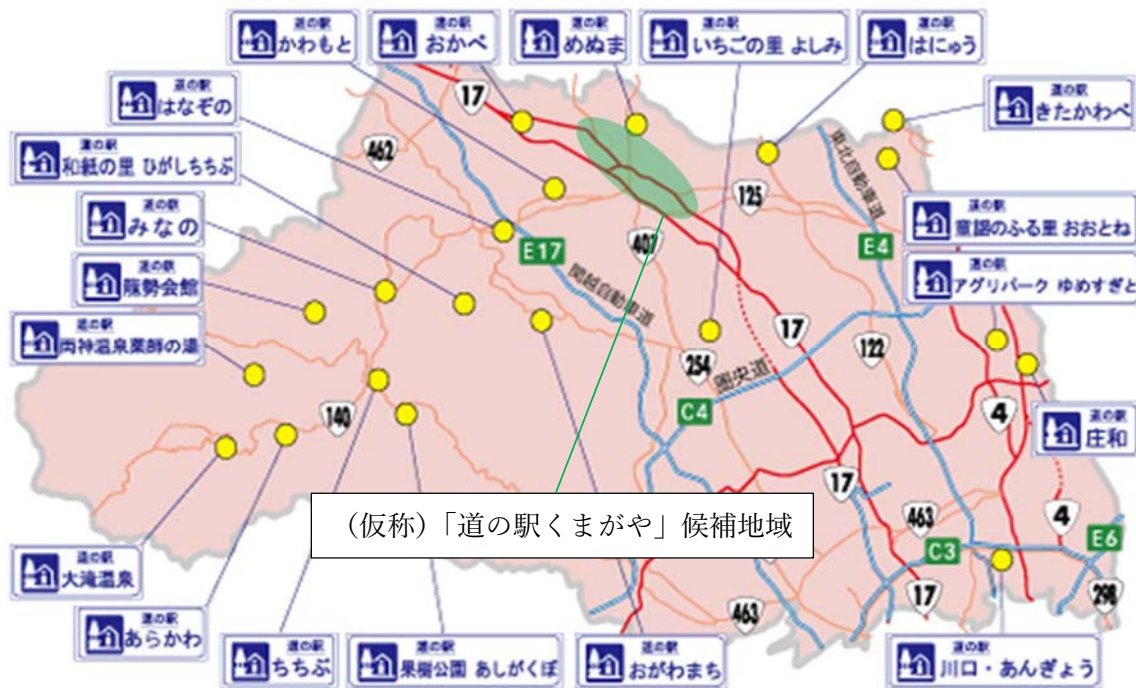 道の駅
かわもと
道の駅
おかべ
道の駅
めぬま
道の駅
いちごの里 よしみ
道の駅
はにゅう
道の駅
はなぞの
道の駅
きたかわべ
道の駅
和紙の里 ひがしちちぶ
道の駅
みなの
道の駅
龍勢会館
道の駅
両神温泉薬師の湯
道の駅
童謡のふる里 おおとね
道の駅
アグリパーク ゆめすぎと
道の駅
庄和
17
462
125
407
E17
関越自動車道
東北自動車道
E4
17
254
圏央道
122
C4
140
4
(仮称)「道の駅くまがや」候補地域
17
463
4
C3
E6
17
463
298
道の駅
大滝温泉
道の駅
あらかわ
道の駅
ちちぶ
道の駅
果樹公園 あしがくぼ
道の駅
おがわまち
道の駅
川口・あんぎょう